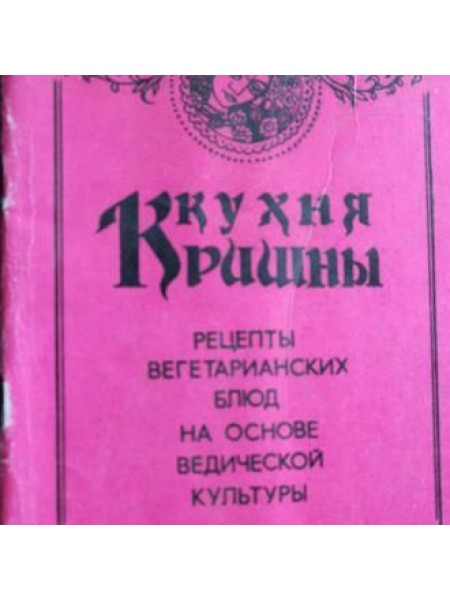 кухня
Кришны
РЕЦЕПТЫ
ВЕГЕТАРИАНСКИХ
БЛЮД
НА ОСНОВЕ
ВЕДИЧЕСКОЙ
КУЛЬТУРЫ